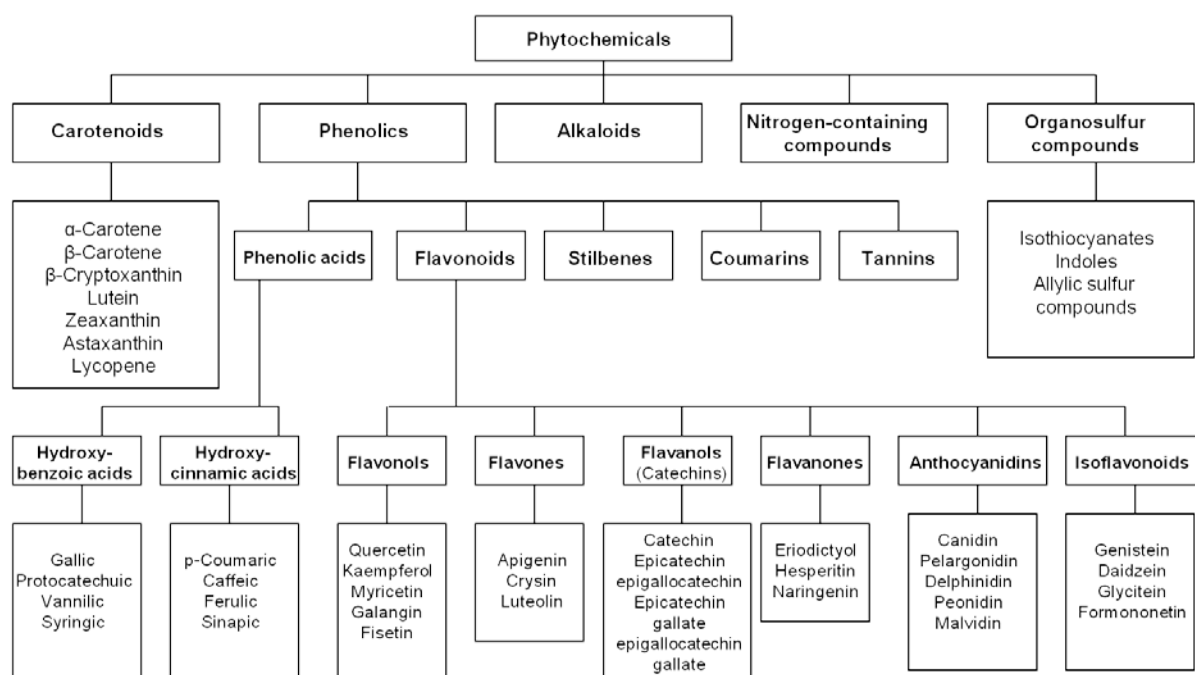 Phytochemicals
Carotenoids
Phenolics
Alkaloids
Nitrogen-containing
compounds
Organosulfur
compounds
α-Carotene
β-Carotene
β-Cryptoxanthin
Lutein
Zeaxanthin
Astaxanthin
Lycopene
Phenolic acids
Flavonoids
Stilbenes
Coumarins
Tannins
Isothiocyanates
Indoles
Allylic sulfur
compounds
Hydroxy-
benzoic acids
Hydroxy-
cinnamic acids
Flavonols
Flavones
Flavanols
(Catechins)
Flavanones
Anthocyanidins
Isoflavonoids
Gallic
Protocatechuic
Vannilic
Syringic
p-Coumaric
Caffeic
Ferulic
Sinapic
Quercetin
Kaempferol
Myricetin
Galangin
Fisetin
Apigenin
Crysin
Luteolin
Catechin
Epicatechin
epigallocatechin
Epicatechin
gallate
epigallocatechin
gallate
Eriodictyol
Hesperitin
Naringenin
Canidin
Pelargonidin
Delphinidin
Peonidin
Malvidin
Genistein
Daidzein
Glycitein
Formononetin